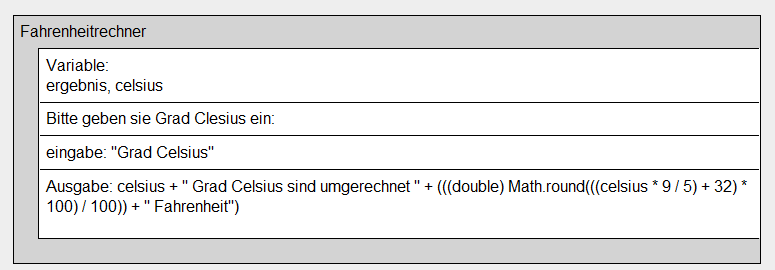 Fahrenheitrechner
Variable:
ergebnis, celsius
Bitte geben sie Grad Clesius ein:
eingabe: "Grad Celsius"
Ausgabe: celsius + " Grad Celsius sind umgerechnet " + (((double) Math.round(((celsius * 9 / 5) + 32) *
100) / 100)) + " Fahrenheit")